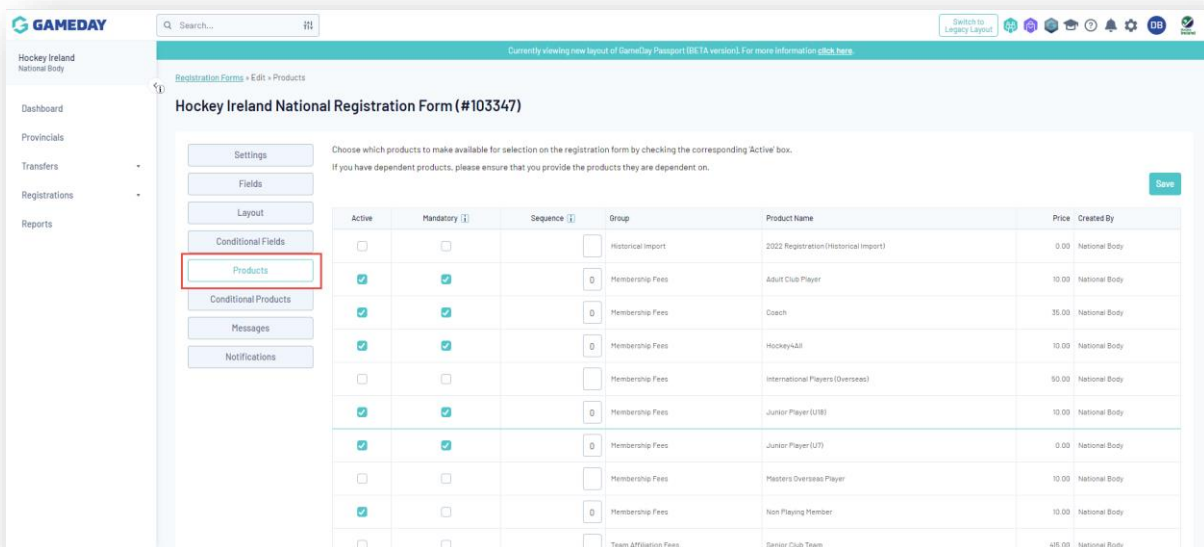 GAMEDAY
Search...
Switch to
Legacy Layout
DB
Hockey Ireland
National Body
Currently viewing new layout of GameDay Passport (BETA version). For more information click here.
Registration Forms » Edit » Products
Hockey Ireland National Registration Form (#103347)
Dashboard
Provincials
Transfers
Registrations
Reports
Settings
Fields
Layout
Conditional Fields
Products
Conditional Products
Messages
Notifications
Choose which products to make available for selection on the registration form by checking the corresponding 'Active' box.
If you have dependent products, please ensure that you provide the products they are dependent on.
Save
Active Mandatory Sequence Group Product Name Price Created By
Historical Import 2022 Registration (Historical Import) 0.00 National Body
0 Membership Fees Adult Club Player 10.00 National Body
0 Membership Fees Coach 35.00 National Body
0 Membership Fees Hockey4All 10.00 National Body
Membership Fees International Players (Overseas) 50.00 National Body
0 Membership Fees Junior Player (U18) 10.00 National Body
0 Membership Fees Junior Player (U7) 0.00 National Body
Membership Fees Masters Overseas Player 10.00 National Body
0 Membership Fees Non Playing Member 10.00 National Body
Team Affiliation Fees Senior Club Team 415.00 National Body